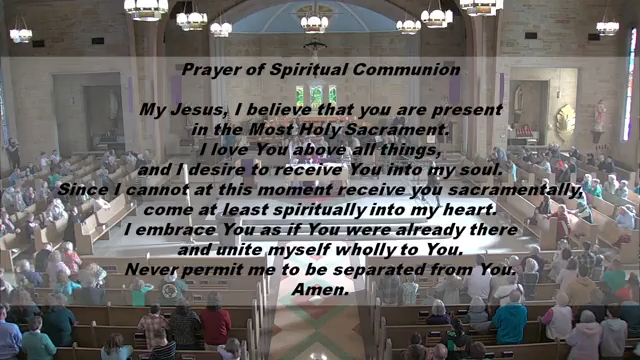 Prayer of Spiritual Communion
My Jesus, I believe that you are present
in the Most Holy Sacrament.
I love You above all things,
and I desire to receive You into my soul.
Since I cannot at this moment receive you sacramentally,
come at least spiritually into my heart.
I embrace You as if You were already there
and unite myself wholly to You.
Never permit me to be separated from You.
Amen.